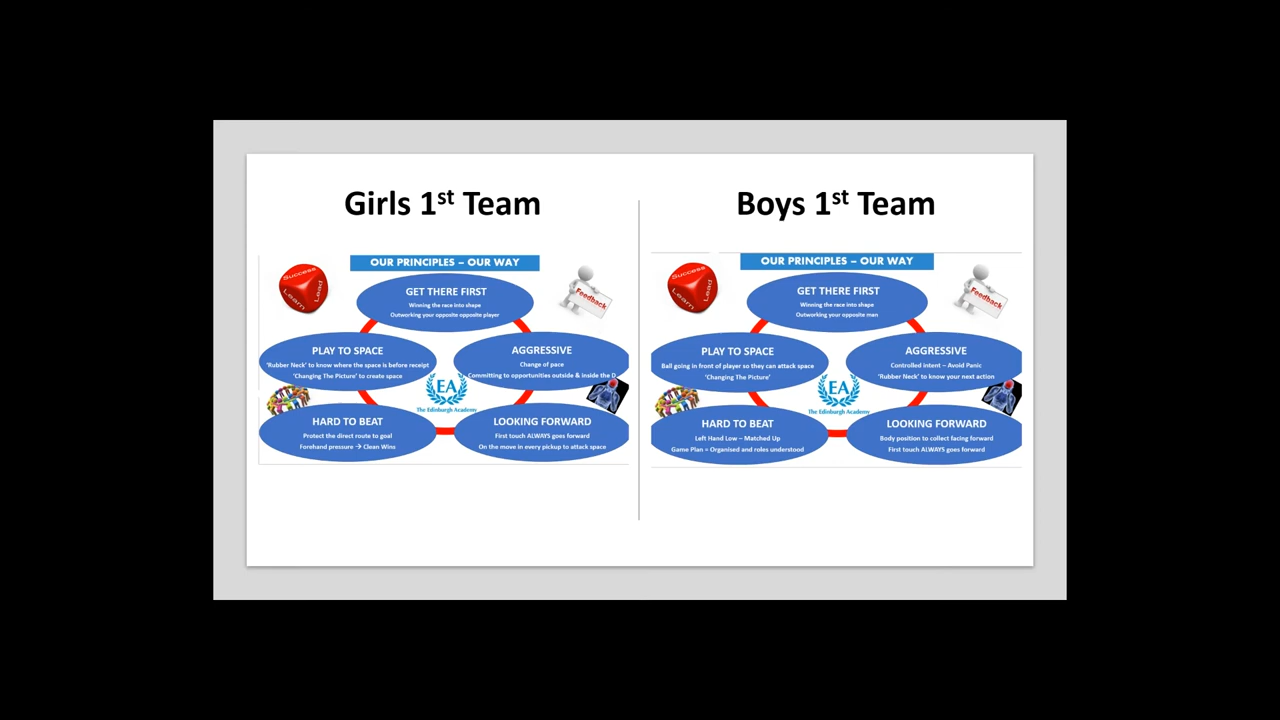 Girls 1st Team
Success
Learn
Lead
OUR PRINCIPLES – OUR WAY
Feedback
GET THERE FIRST
Winning the race into shape
Outworking your opposite opposite player
PLAY TO SPACE
'Rubber Neck' to know where the space is before receipt
'Changing The Picture' to create space
AGGRESSIVE
Change of pace
Committing to opportunities outside & inside the D
EA
The Edinburgh Academy
HARD TO BEAT
Protect the direct route to goal
Forehand pressure → Clean Wins
LOOKING FORWARD
First touch ALWAYS goes forward
On the move in every pickup to attack space
Boys 1st Team
Success
Learn
Lead
OUR PRINCIPLES – OUR WAY
Feedback
GET THERE FIRST
Winning the race into shape
Outworking your opposite man
PLAY TO SPACE
Ball going in front of player so they can attack space
'Changing The Picture'
AGGRESSIVE
Controlled intent – Avoid Panic
'Rubber Neck' to know your next action
EA
The Edinburgh Academy
HARD TO BEAT
Left Hand Low – Matched Up
Game Plan = Organised and roles understood
LOOKING FORWARD
Body position to collect facing forward
First touch ALWAYS goes forward